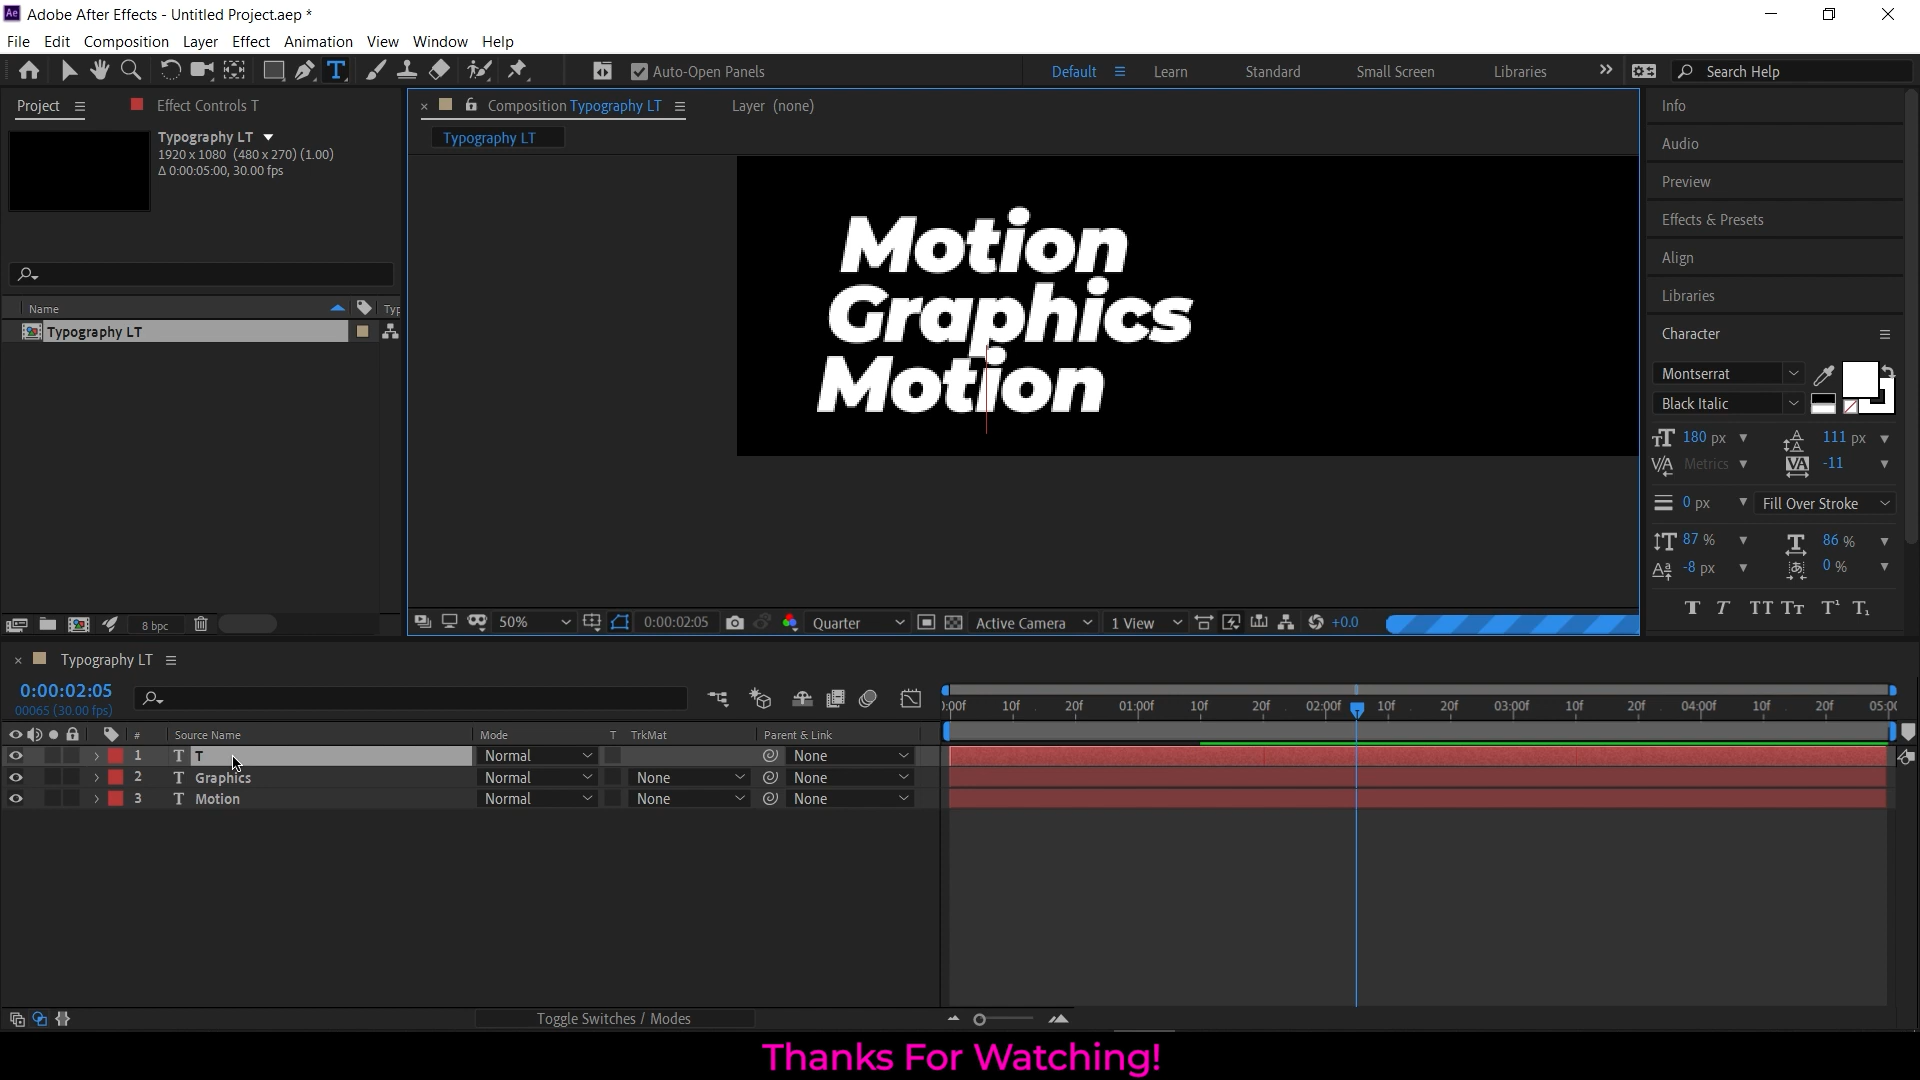 Adobe After Effects - Untitled Project.aep *
File Edit Composition Layer Effect Animation View Window Help
Auto-Open Panels Default Learn Standard Small Screen Libraries Search Help
Project Effect Controls T
Typography LT
1920 x 1080 (480 x 270) (1.00)
Δ 0:00:05:00, 30.00 fps
Name
Typography LT
8 bpc
Composition Typography LT Layer (none)
Typography LT
Motion
Graphics
Motion
50% 0:00:02:05 Quarter Active Camera 1 View +0.0
Info
Audio
Preview
Effects & Presets
Align
Libraries
Character
Montserrat
Black Italic
180 px 111 px
Metrics -11
0 px Fill Over Stroke
87 % 86 %
-8 px 0 %
Typography LT
0:00:02:05
00065 (30.00 fps)
10f 20f 01:00f 10f 20f 02:00f 10f 20f 03:00f 10f 20f 04:00f 10f 20f
# Source Name Mode T TrkMat Parent & Link
1 T T Normal None
2 T Graphics Normal None None
3 T Motion Normal None None
Toggle Switches / Modes
Thanks For Watching!